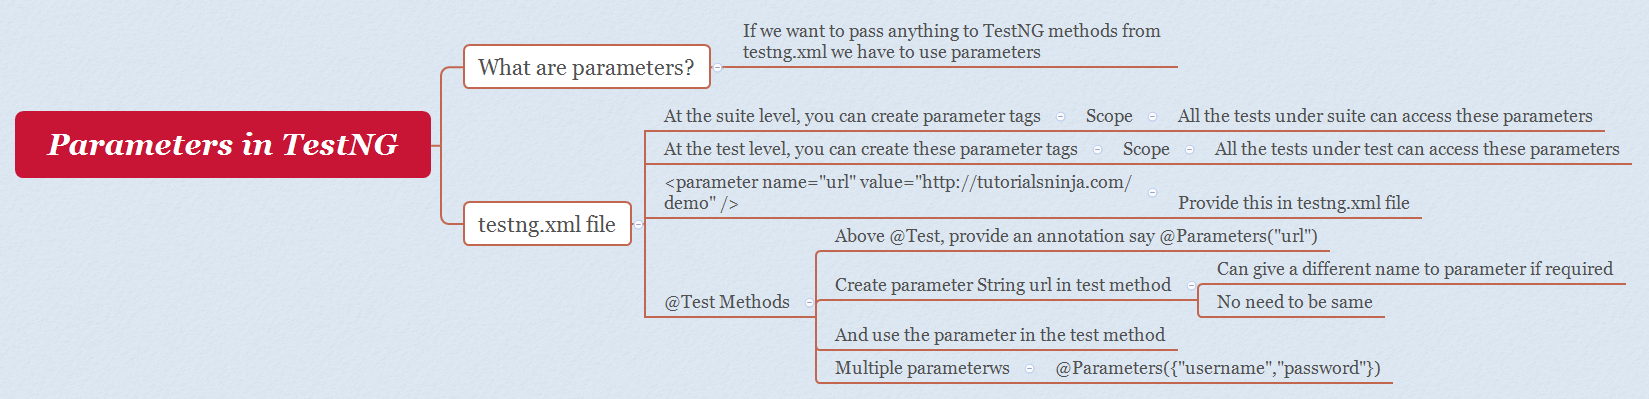 Parameters in TestNG
What are parameters?
If we want to pass anything to TestNG methods from
testng.xml we have to use parameters
testng.xml file
At the suite level, you can create parameter tags
Scope
All the tests under suite can access these parameters
At the test level, you can create these parameter tags
Scope
All the tests under test can access these parameters
<parameter name="url" value="http://tutorialsninja.com/
demo" />
Provide this in testng.xml file
@Test Methods
Above @Test, provide an annotation say @Parameters("url")
Create parameter String url in test method
Can give a different name to parameter if required
No need to be same
And use the parameter in the test method
Multiple parameterws
@Parameters({"username","password"})